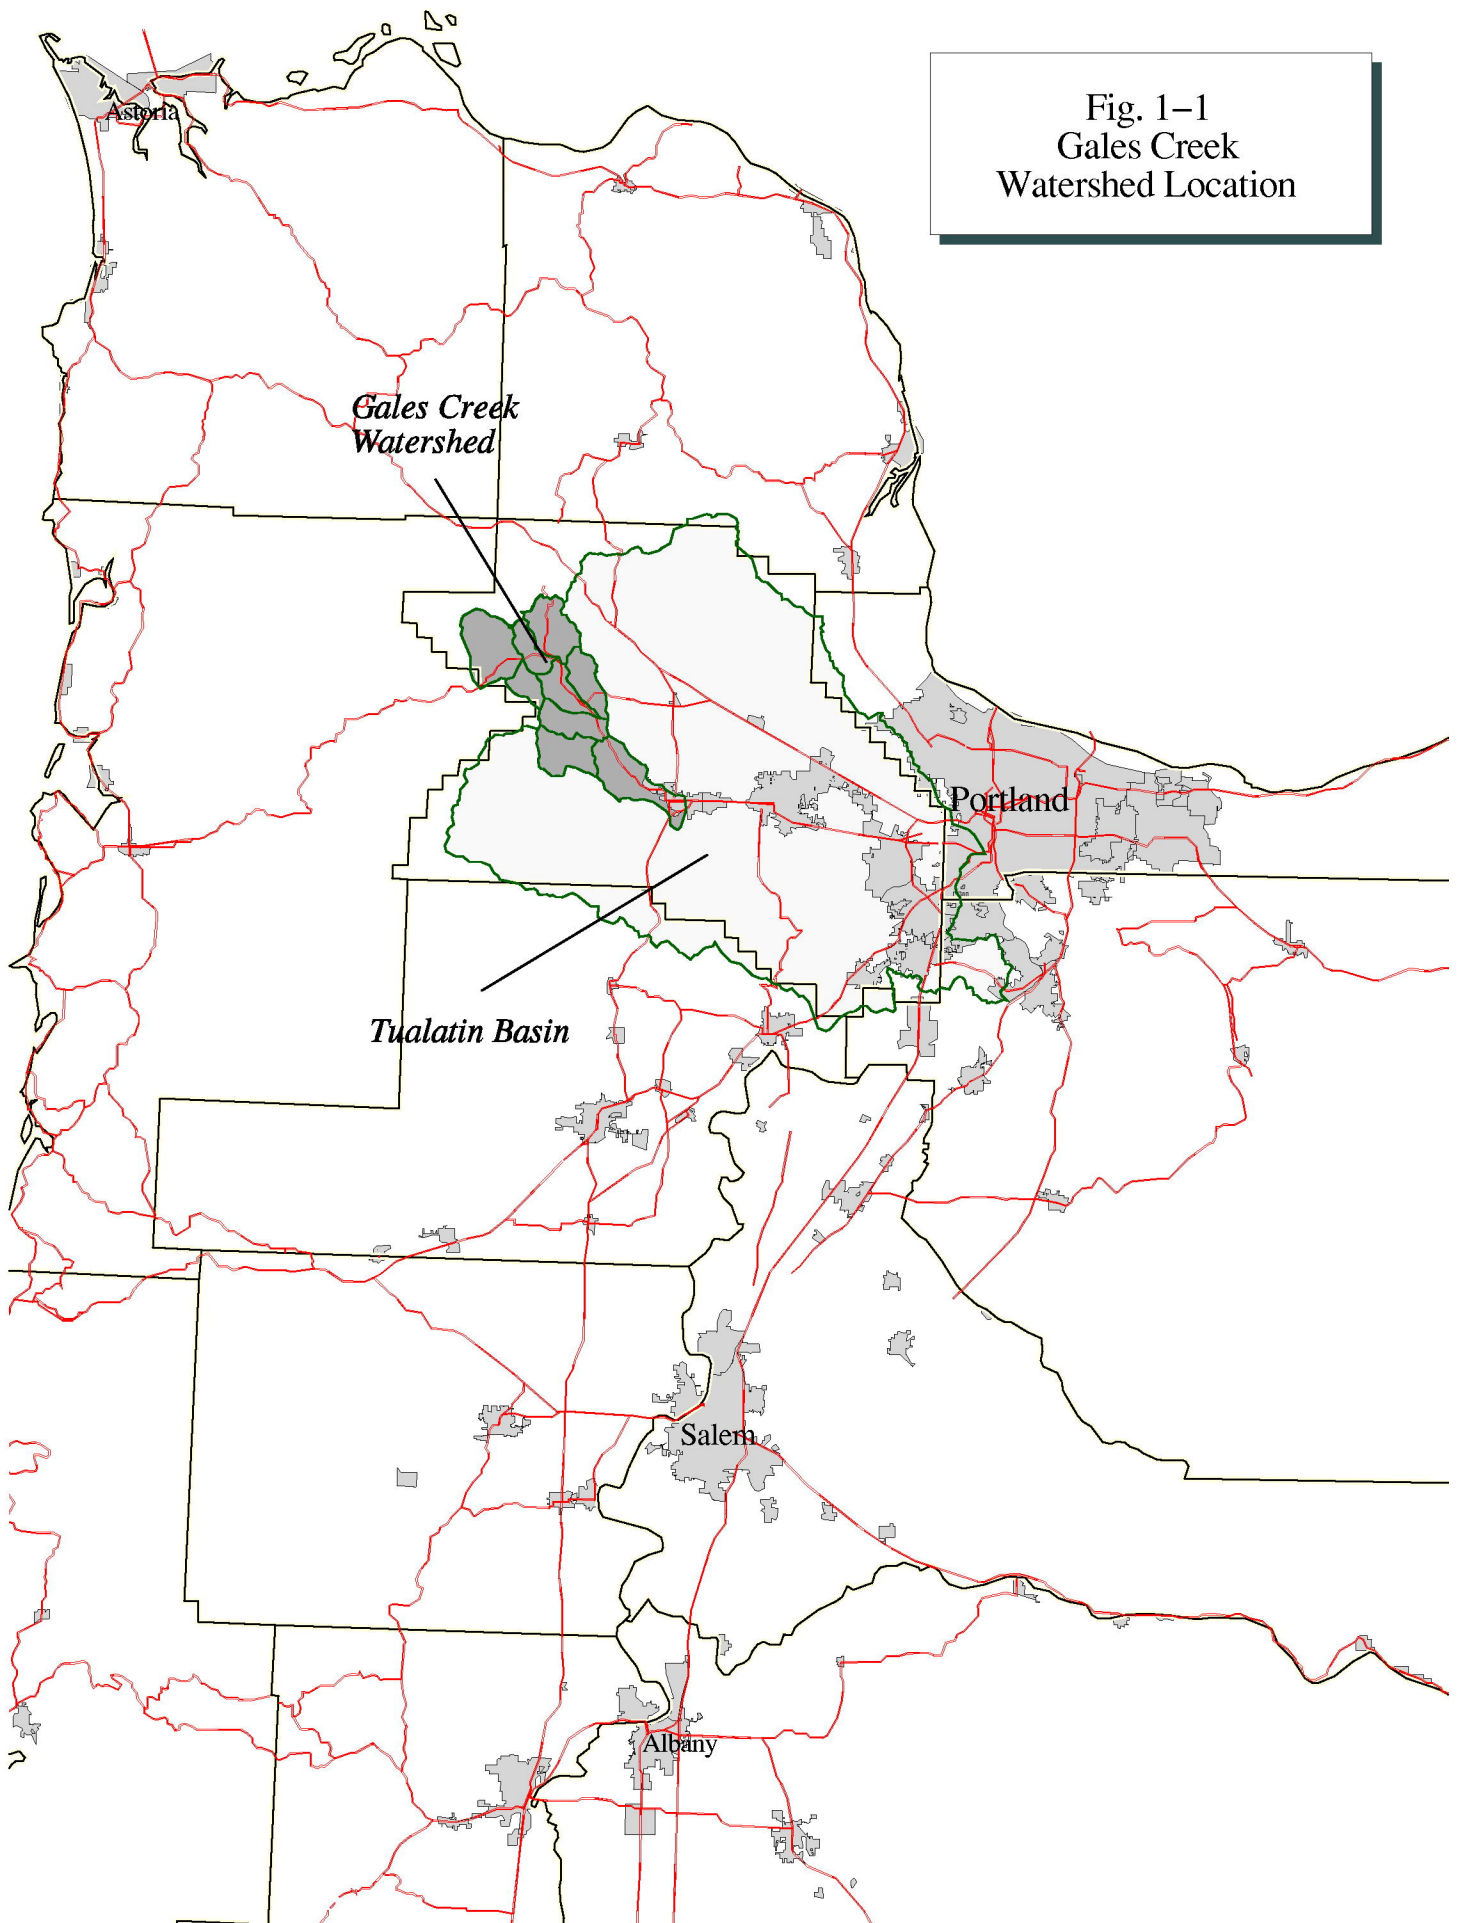 Fig. 1–1
Gales Creek
Watershed Location
Astoria
Gales Creek
Watershed
Portland
Tualatin Basin
Salem
Albany